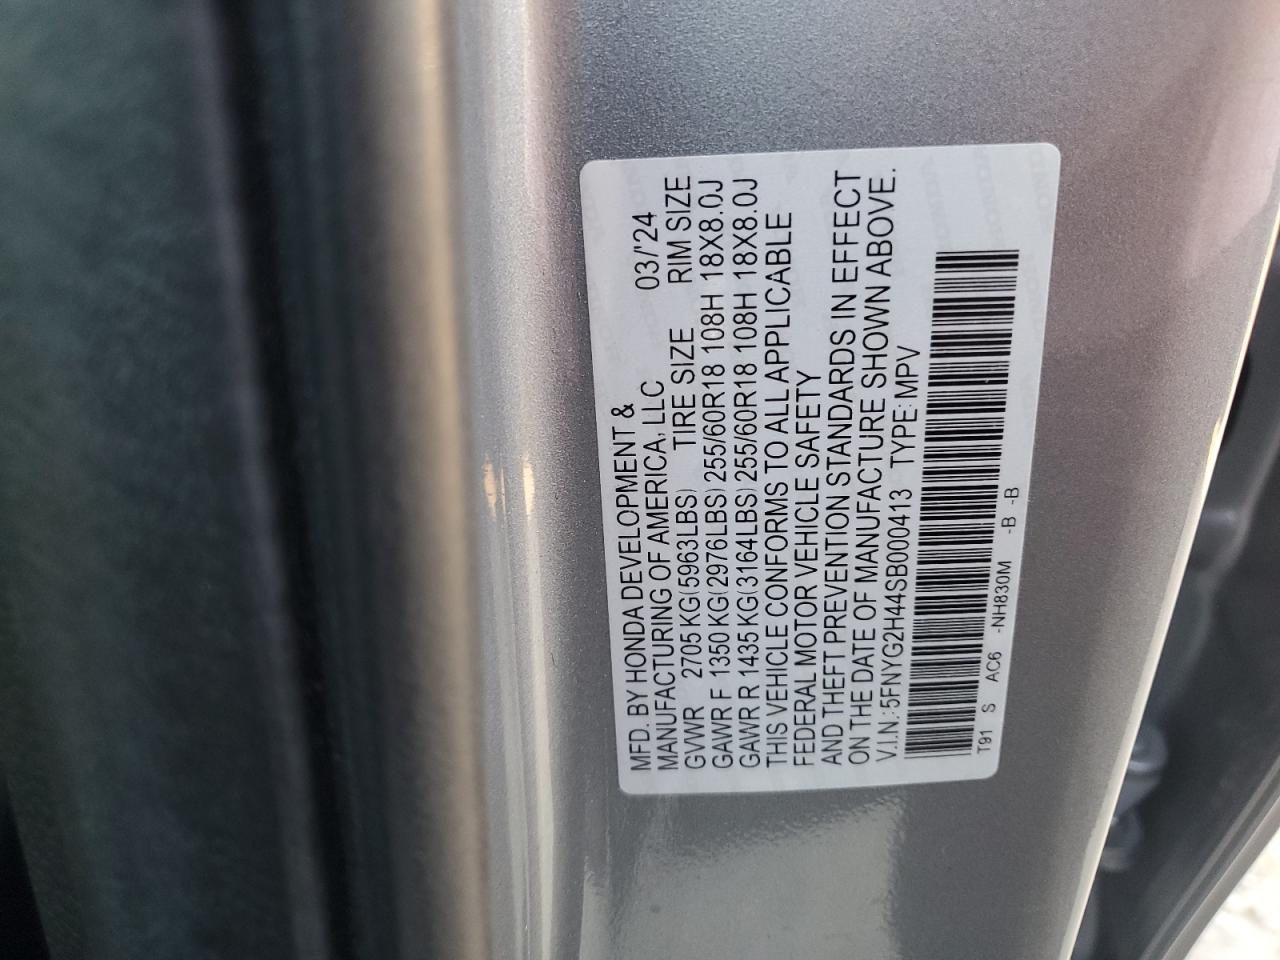 MFD. BY HONDA DEVELOPMENT &
MANUFACTURING OF AMERICA, LLC 03/'24
GVWR 2705 KG(5963LBS) TIRE SIZE RIM SIZE
GAWR F 1350 KG(2976LBS) 255/60R18 108H 18X8.0J
GAWR R 1435 KG(3164LBS) 255/60R18 108H 18X8.0J
THIS VEHICLE CONFORMS TO ALL APPLICABLE
FEDERAL MOTOR VEHICLE SAFETY
AND THEFT PREVENTION STANDARDS IN EFFECT
ON THE DATE OF MANUFACTURE SHOWN ABOVE.
V.I.N.:5FNYG2H44SB000413 TYPE:MPV
T91 S AC6 -NH830M -B -B